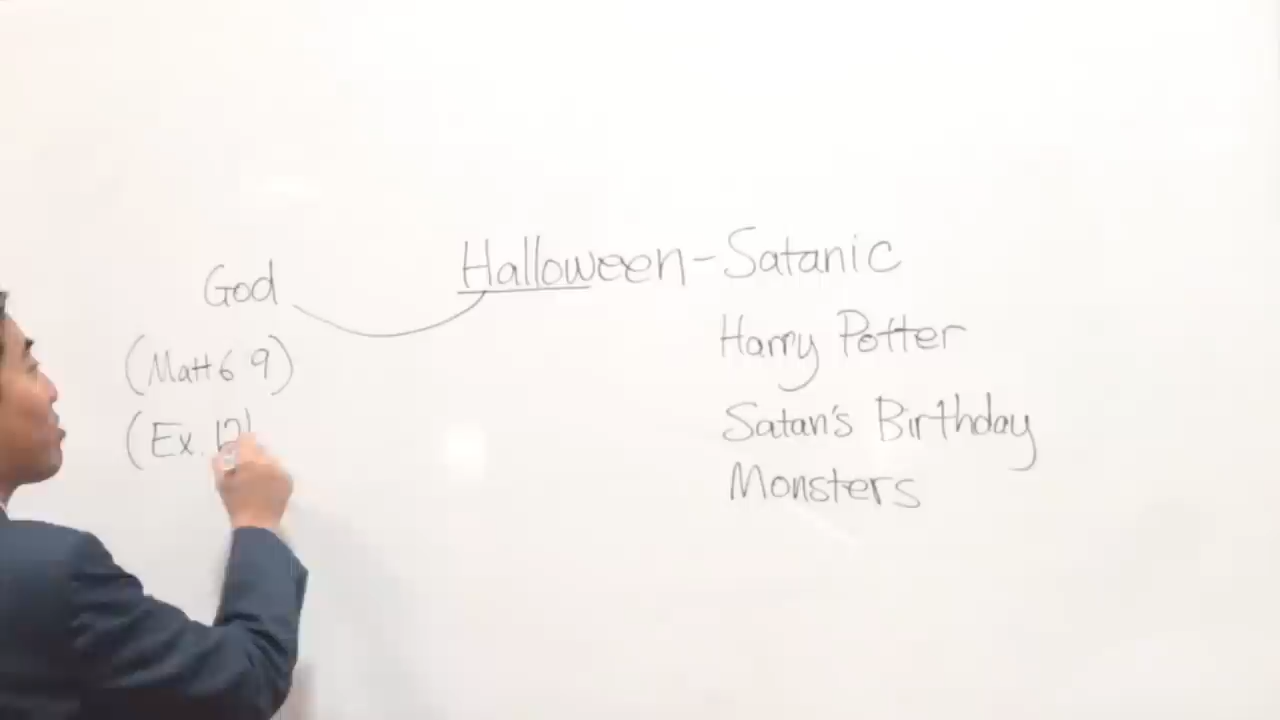 Halloween-Satanic
God
Harry Potter
(Matt 6 9)
Satan's Birthday
(Ex. 12)
Monsters